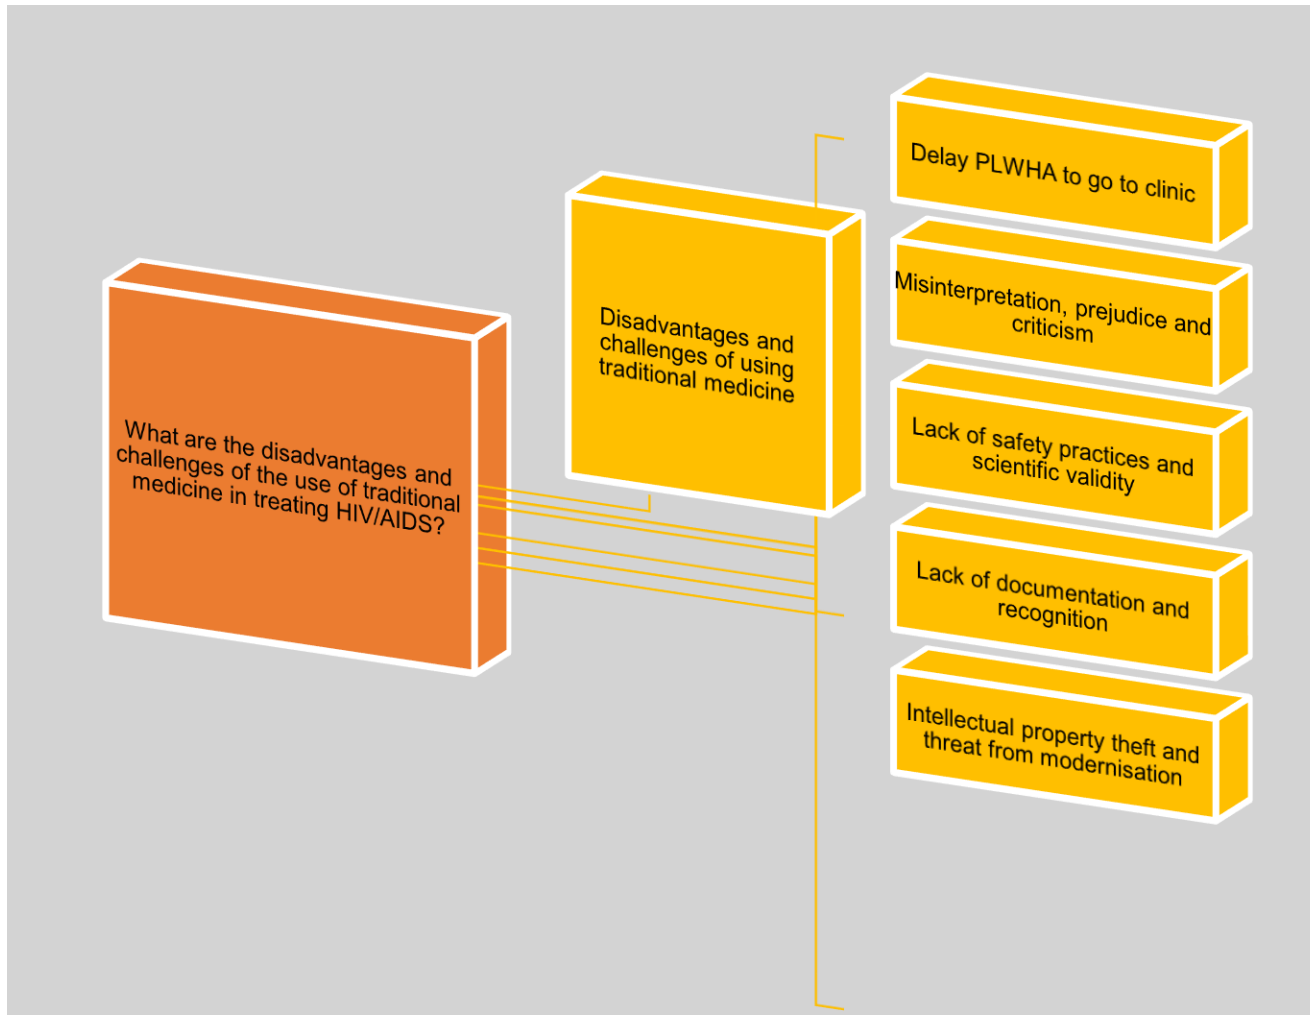 What are the disadvantages and
challenges of the use of traditional
medicine in treating HIV/AIDS?
Disadvantages and
challenges of using
traditional medicine
Delay PLWHA to go to clinic
Misinterpretation, prejudice and
criticism
Lack of safety practices and
scientific validity
Lack of documentation and
recognition
Intellectual property theft and
threat from modernisation